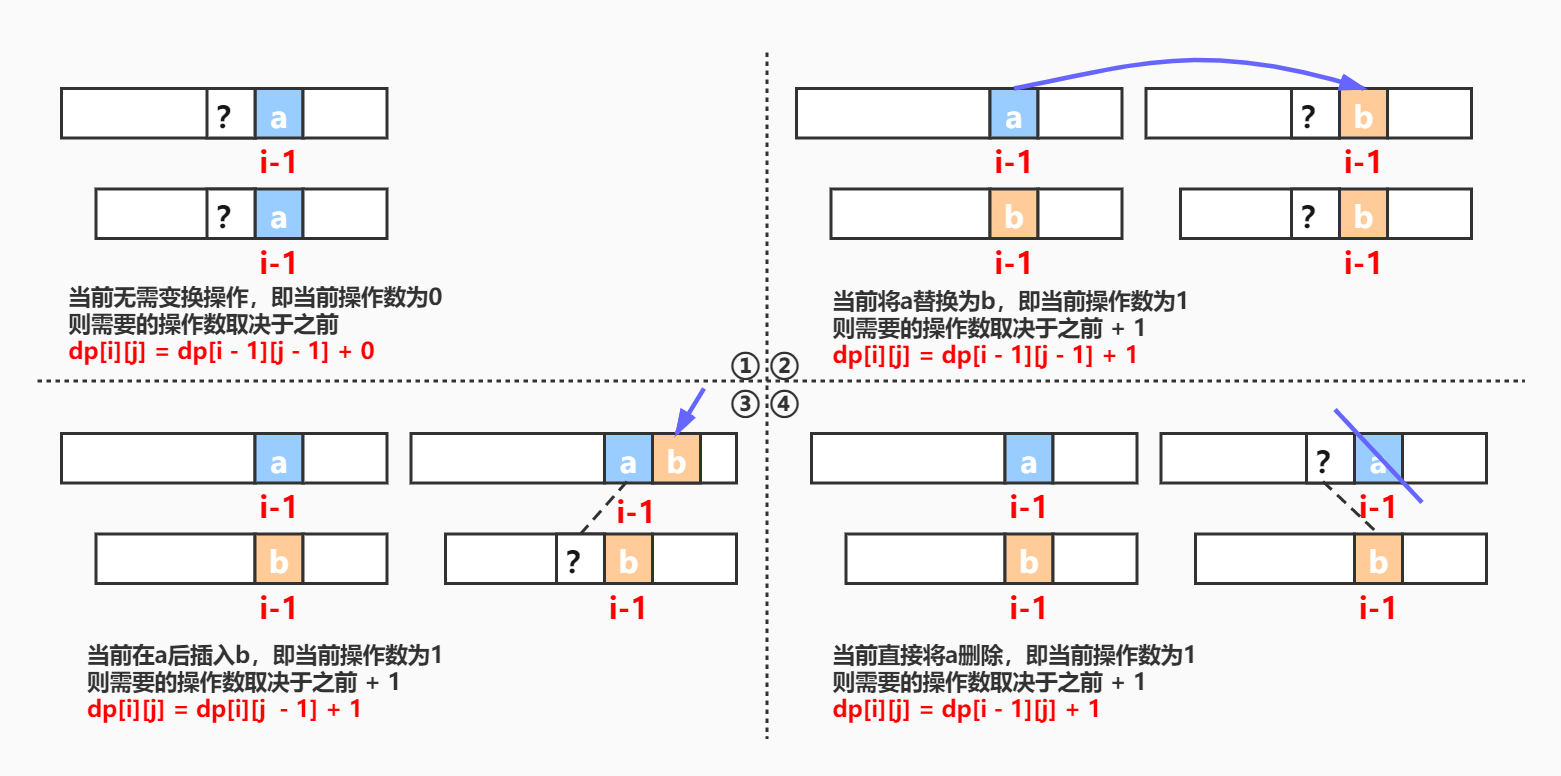 ? a
i-1
? a
i-1
当前无需变换操作，即当前操作数为0
则需要的操作数取决于之前
dp[i][j] = dp[i - 1][j - 1] + 0
①
a ? b
i-1 i-1
b ? b
i-1 i-1
当前将a替换为b，即当前操作数为1
则需要的操作数取决于之前 + 1
dp[i][j] = dp[i - 1][j - 1] + 1
②
③
a a b
i-1 i-1
b ? b
i-1 i-1
当前在a后插入b，即当前操作数为1
则需要的操作数取决于之前 + 1
dp[i][j] = dp[i][j  - 1] + 1
④
a ? a
i-1 i-1
b b
i-1 i-1
当前直接将a删除，即当前操作数为1
则需要的操作数取决于之前 + 1
dp[i][j] = dp[i - 1][j] + 1